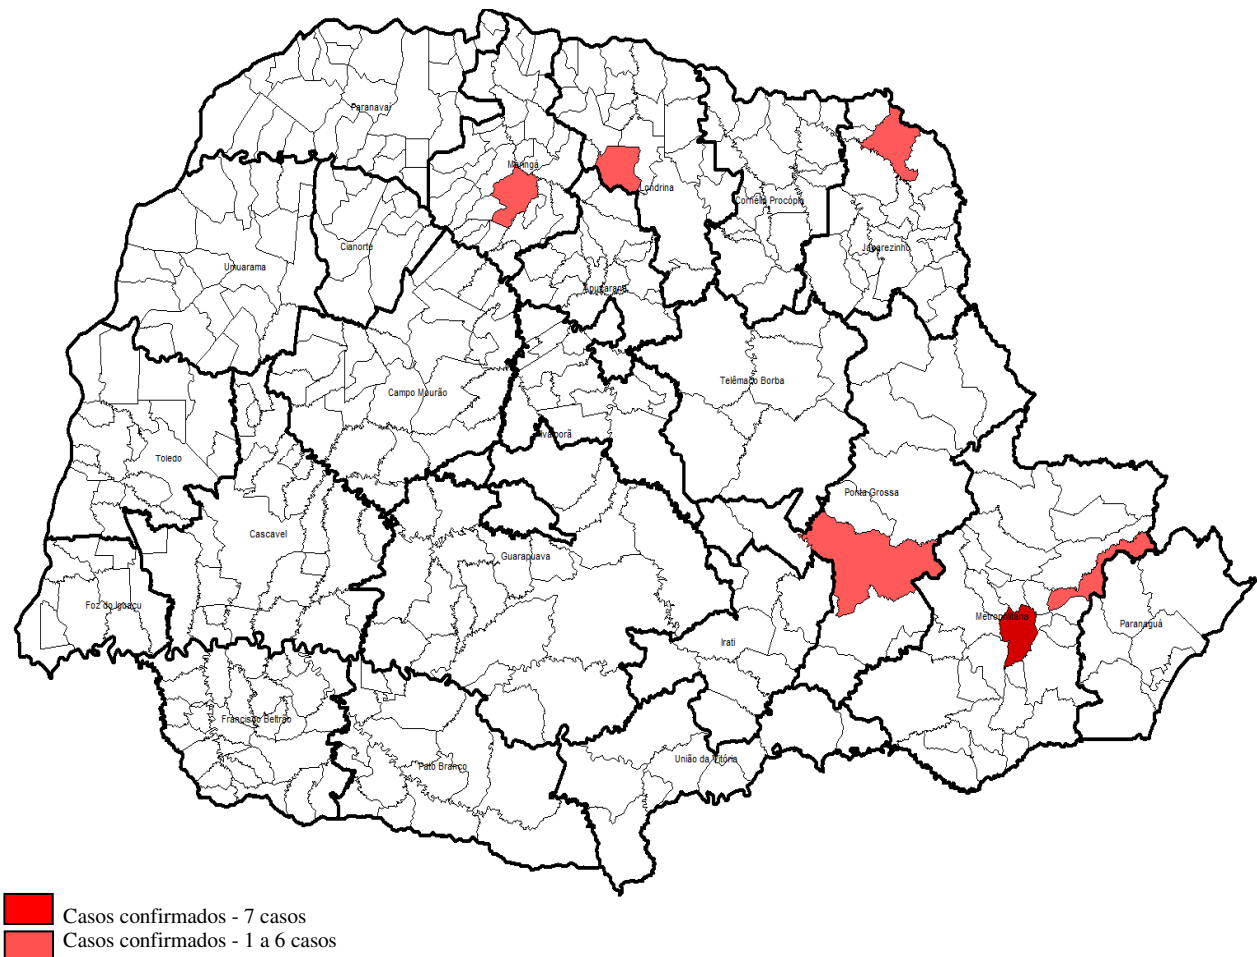 Paranavaí
Maringá
Londrina
Cornélio Procópio
Cianorte
Jacarezinho
Umuarama
Apucarana
Telêmaco Borba
Campo Mourão
Ivaiporã
Toledo
Ponta Grossa
Cascavel
Guarapuava
Foz do Iguaçu
Metropolitana
Paranaguá
Irati
Francisco Beltrão
União da Vitória
Pato Branco
Casos confirmados - 7 casos
Casos confirmados - 1 a 6 casos